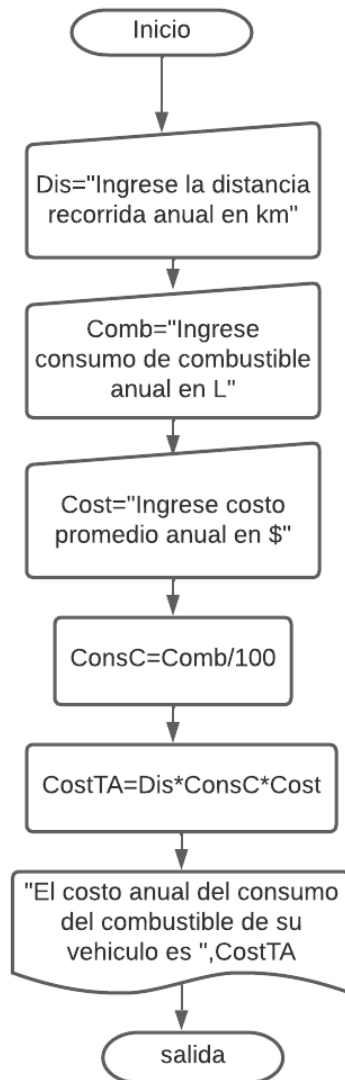 Inicio
Dis="Ingrese la distancia
recorrida anual en km"
Comb="Ingrese
consumo de combustible
anual en L"
Cost="Ingrese costo
promedio anual en $"
ConsC=Comb/100
CostTA=Dis*ConsC*Cost
"El costo anual del consumo
del combustible de su
vehiculo es ",CostTA
salida